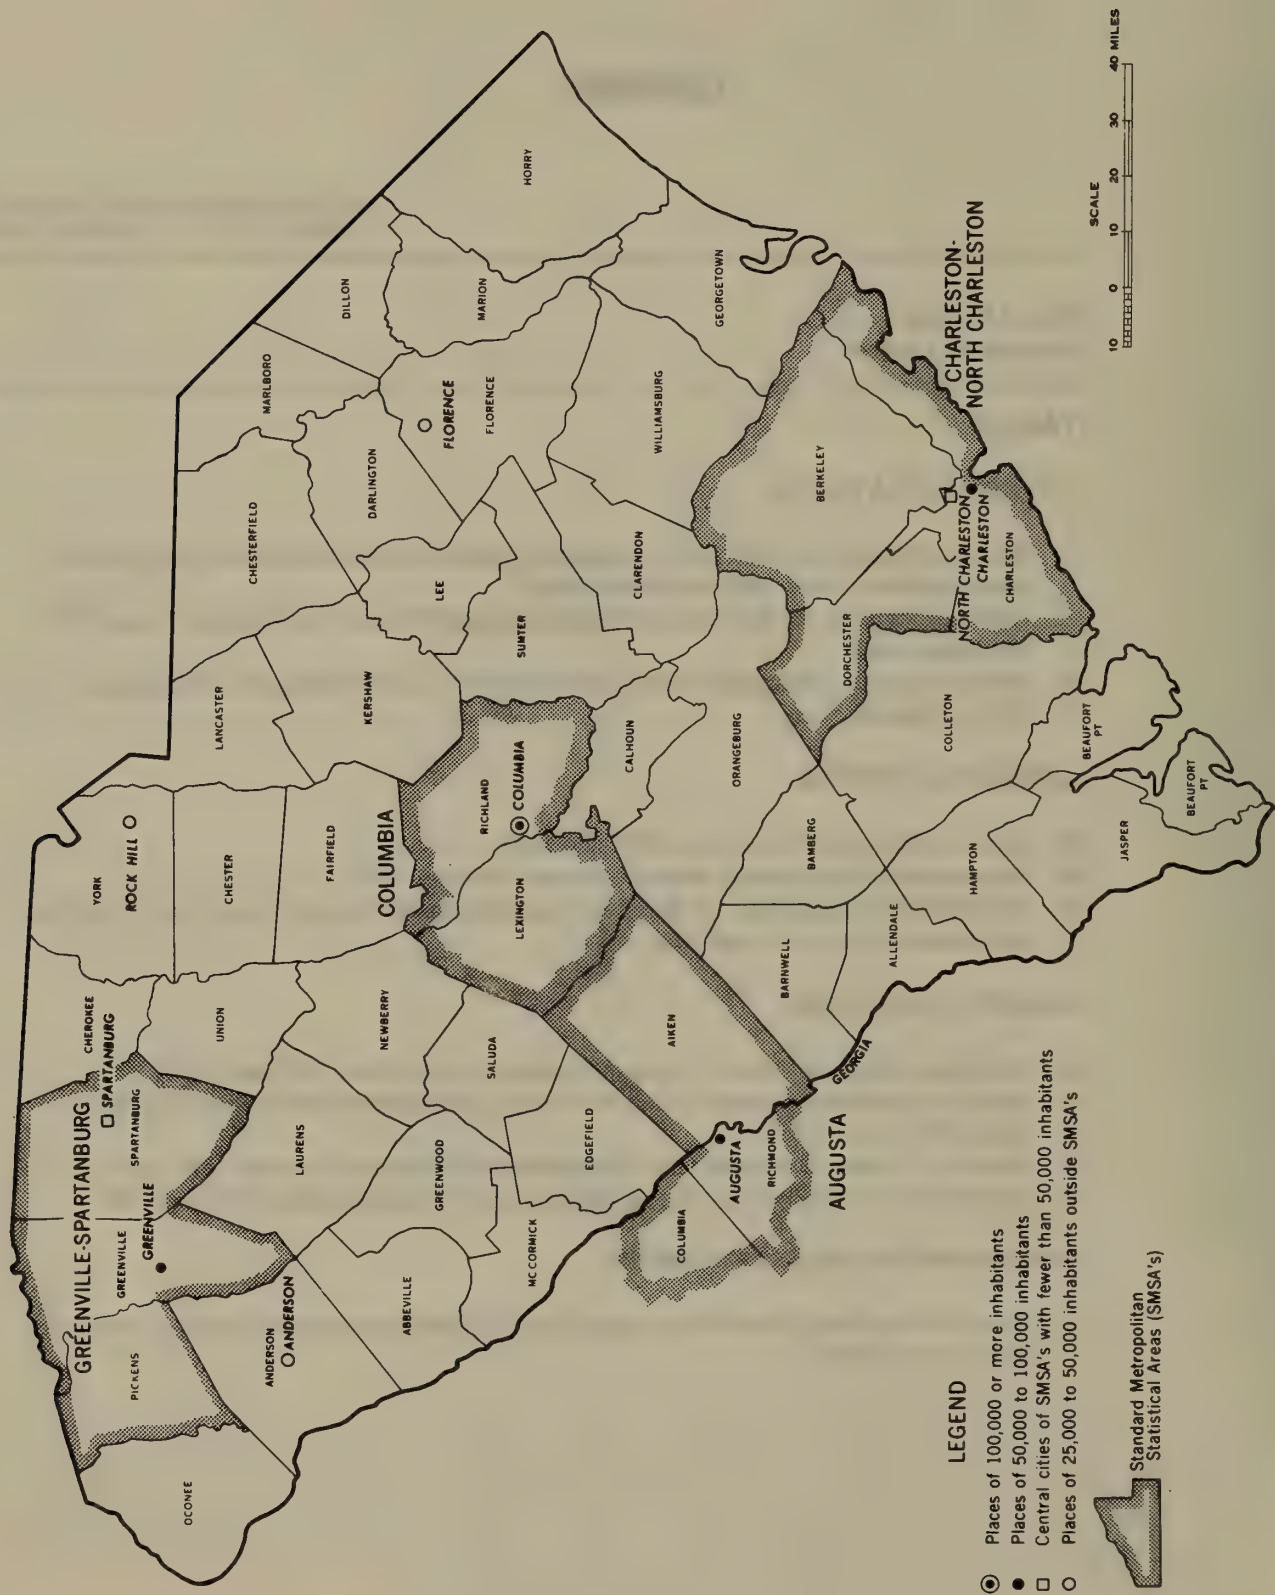 GREENVILLE-SPARTANBURG
CHEROKEE
SPARTANBURG
SPARTANBURG
GREENVILLE
GREENVILLE
PICKENS
OCONEE
YORK
ROCK HILL
CHESTER
UNION
LAURENS
ANDERSON
ANDERSON
LANCASTER
FAIRFIELD
NEWBERRY
GREENWOOD
ABBEVILLE
CHESTERFIELD
MARLBORO
DILLON
KERSHAW
COLUMBIA
SALUDA
MC CORMICK
DARLINGTON
LEE
MARION
FLORENCE
FLORENCE
HORRY
RICHLAND
COLUMBIA
LEXINGTON
SUMTER
EDGEFIELD
CLARENDON
WILLIAMSBURG
CALHOUN
AIKEN
COLUMBIA
GEORGETOWN
ORANGEBURG
AUGUSTA
RICHMOND
AUGUSTA
GEORGIA
BERKELEY
DORCHESTER
BAMBERG
BARNWELL
ALLENDALE
CHARLESTON-
NORTH CHARLESTON
NORTH CHARLESTON
CHARLESTON
CHARLESTON
COLLETON
HAMPTON
BEAUFORT
PT
JASPER
BEAUFORT
PT
SCALE
10 0 10 20 30 40 MILES
LEGEND
Places of 100,000 or more inhabitants
Places of 50,000 to 100,000 inhabitants
Central cities of SMSA's with fewer than 50,000 inhabitants
Places of 25,000 to 50,000 inhabitants outside SMSA's
Standard Metropolitan
Statistical Areas (SMSA's)